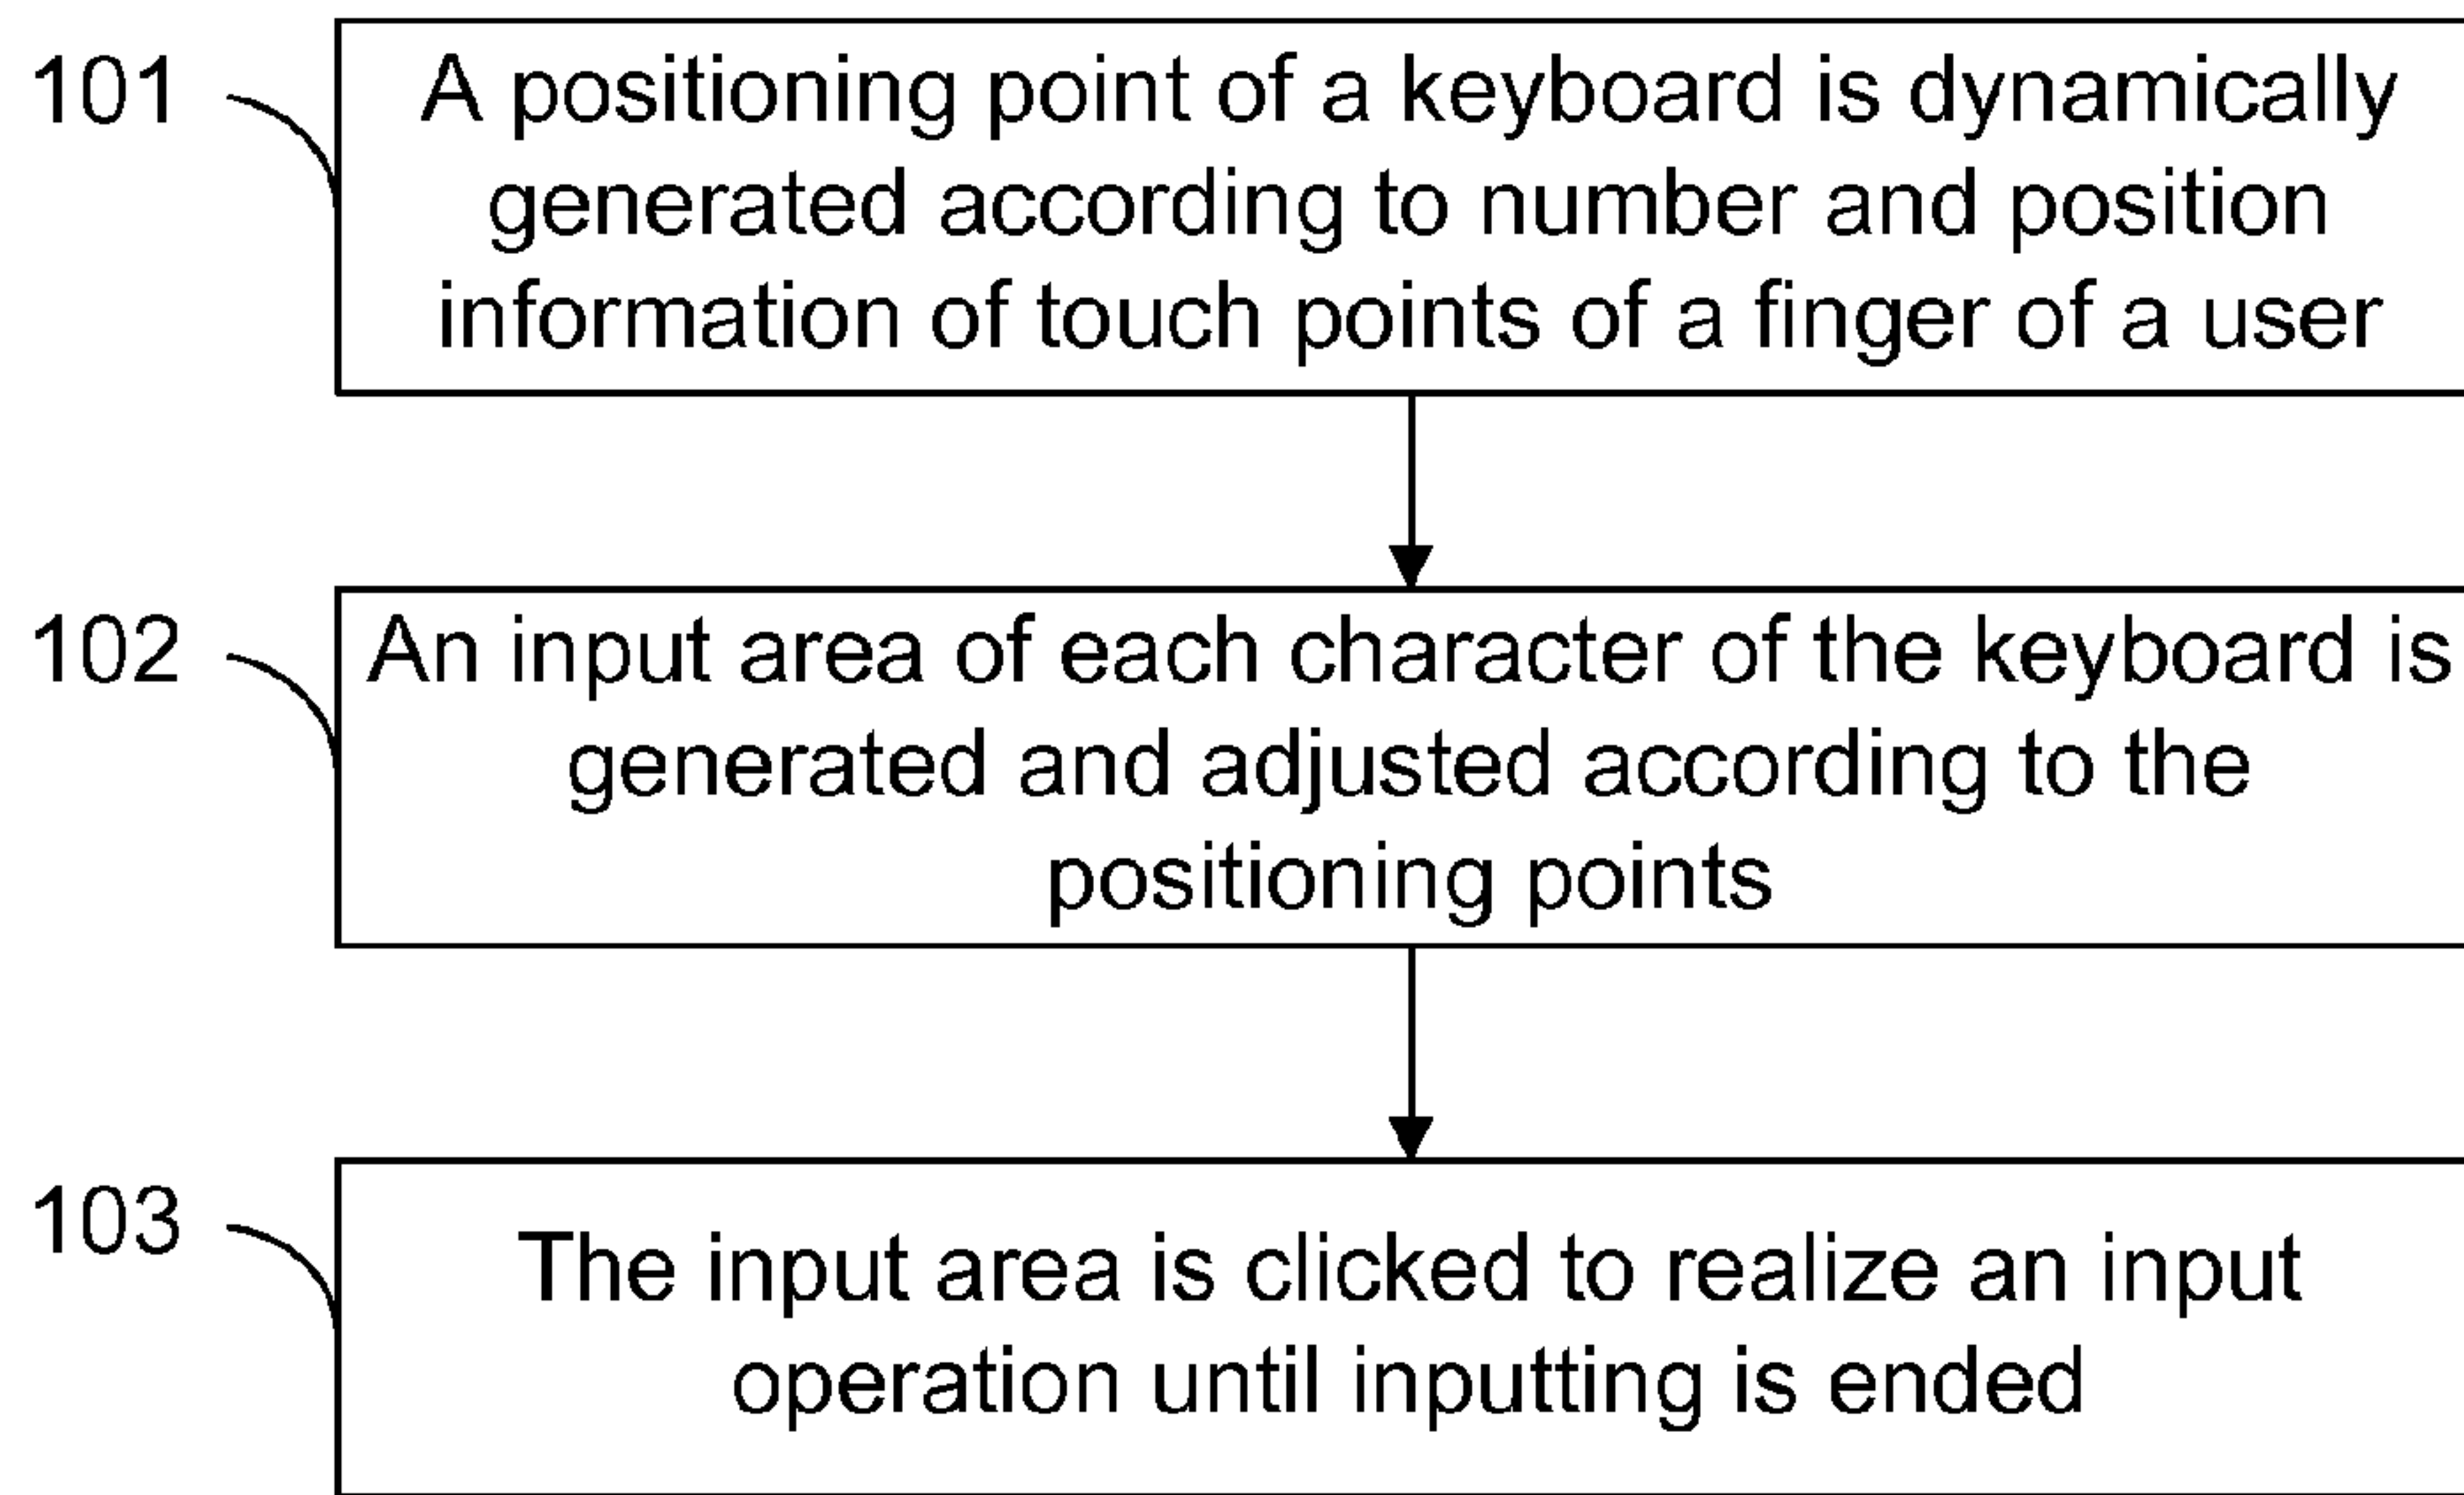 101
A positioning point of a keyboard is dynamically
generated according to number and position
information of touch points of a finger of a user
102
An input area of each character of the keyboard is
generated and adjusted according to the
positioning points
103
The input area is clicked to realize an input
operation until inputting is ended